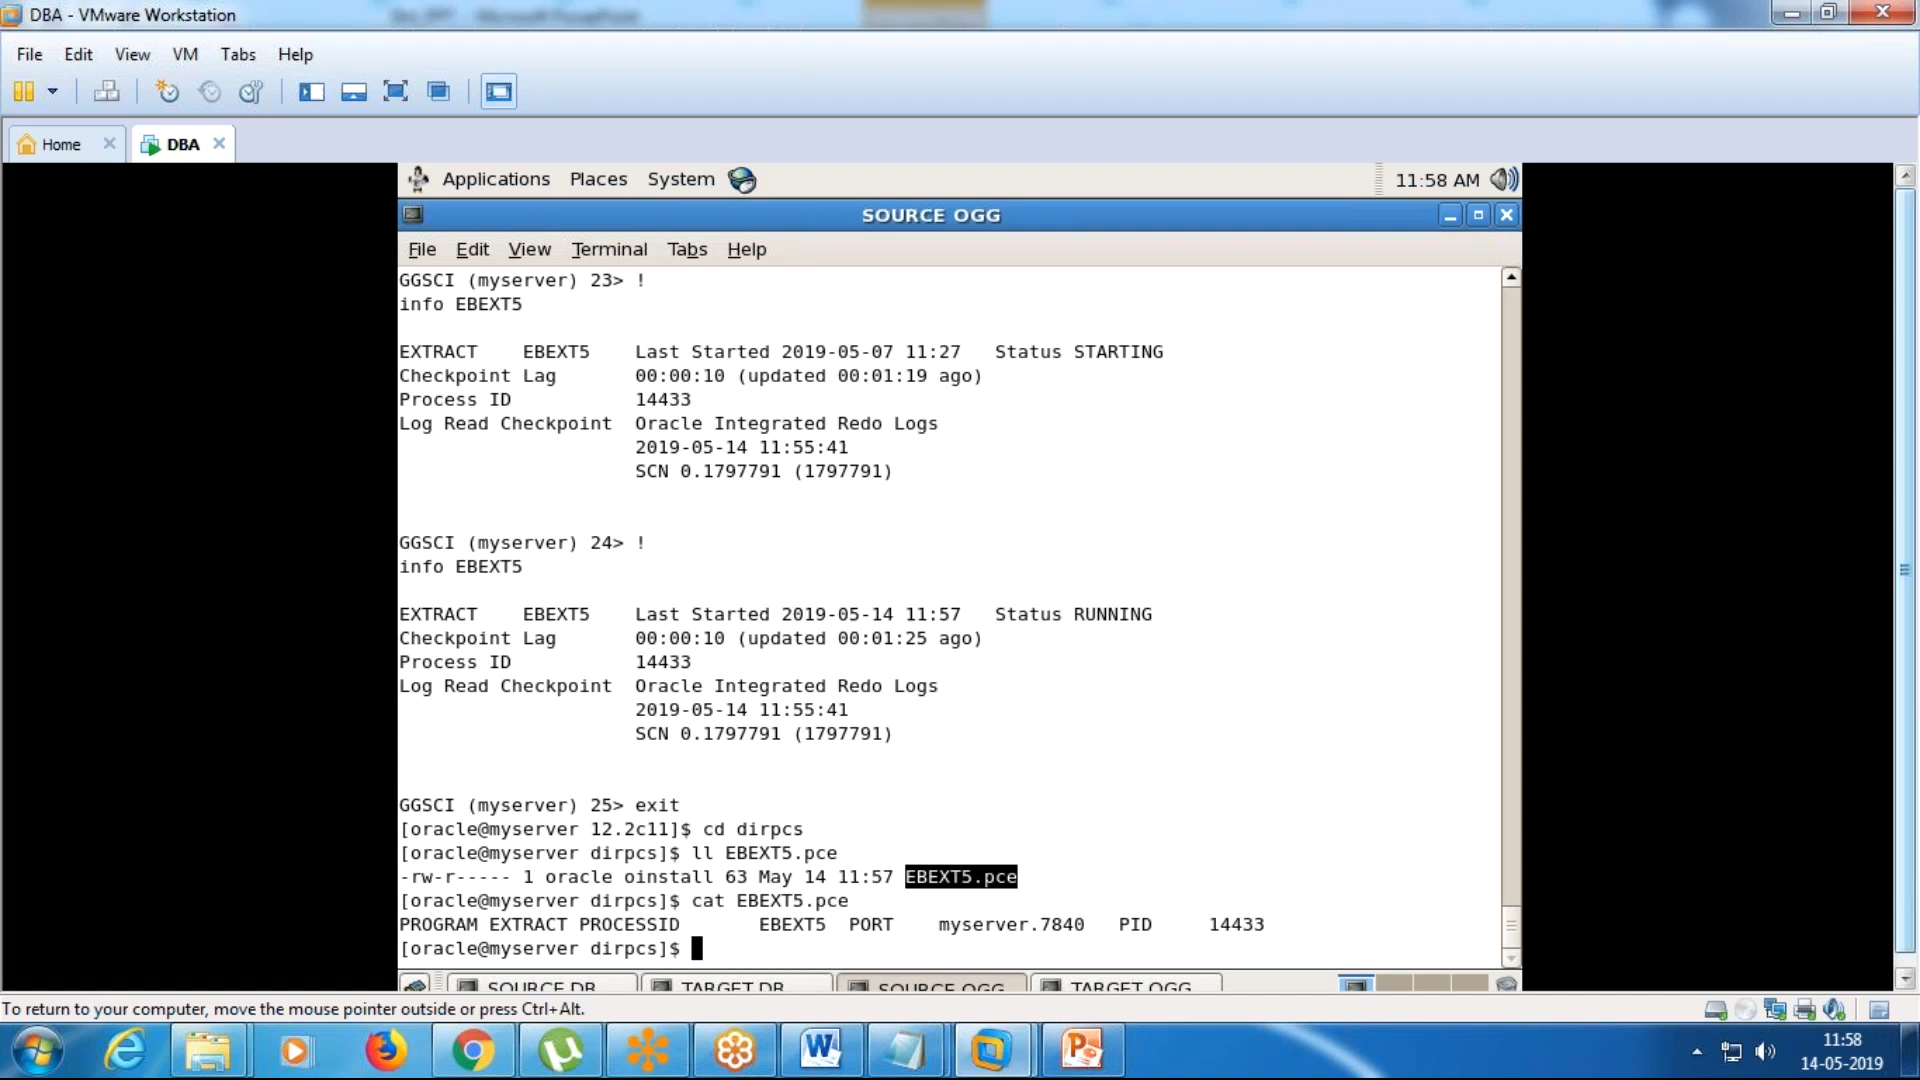 DBA - VMware Workstation
File Edit View VM Tabs Help
Home DBA
Applications Places System 11:58 AM
SOURCE OGG
File Edit View Terminal Tabs Help
GGSCI (myserver) 23> !
info EBEXT5
EXTRACT EBEXT5 Last Started 2019-05-07 11:27 Status STARTING
Checkpoint Lag 00:00:10 (updated 00:01:19 ago)
Process ID 14433
Log Read Checkpoint Oracle Integrated Redo Logs
2019-05-14 11:55:41
SCN 0.1797791 (1797791)
GGSCI (myserver) 24> !
info EBEXT5
EXTRACT EBEXT5 Last Started 2019-05-14 11:57 Status RUNNING
Checkpoint Lag 00:00:10 (updated 00:01:25 ago)
Process ID 14433
Log Read Checkpoint Oracle Integrated Redo Logs
2019-05-14 11:55:41
SCN 0.1797791 (1797791)
GGSCI (myserver) 25> exit
[oracle@myserver 12.2c11]$ cd dirpcs
[oracle@myserver dirpcs]$ ll EBEXT5.pce
-rw-r----- 1 oracle oinstall 63 May 14 11:57 EBEXT5.pce
[oracle@myserver dirpcs]$ cat EBEXT5.pce
PROGRAM EXTRACT PROCESSID EBEXT5 PORT myserver.7840 PID 14433
[oracle@myserver dirpcs]$
SOURCE DB TARGET DB SOURCE OGG TARGET OGG
To return to your computer, move the mouse pointer outside or press Ctrl+Alt.
11:58
14-05-2019